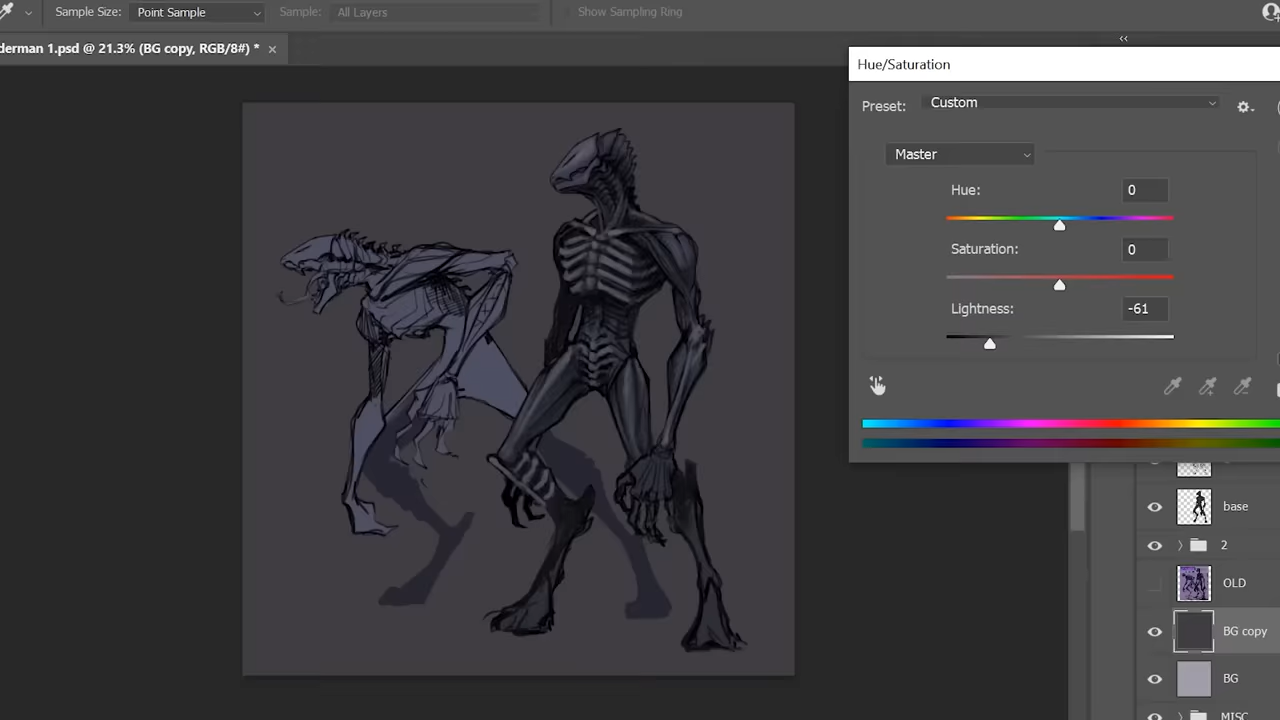 Sample Size: Point Sample Sample: All Layers Show Sampling Ring
derman 1.psd @ 21.3% (BG copy, RGB/8#) * ×
Hue/Saturation
Preset: Custom
Master
Hue: 0
Saturation: 0
Lightness: -61
base
2
OLD
BG copy
BG
MISC